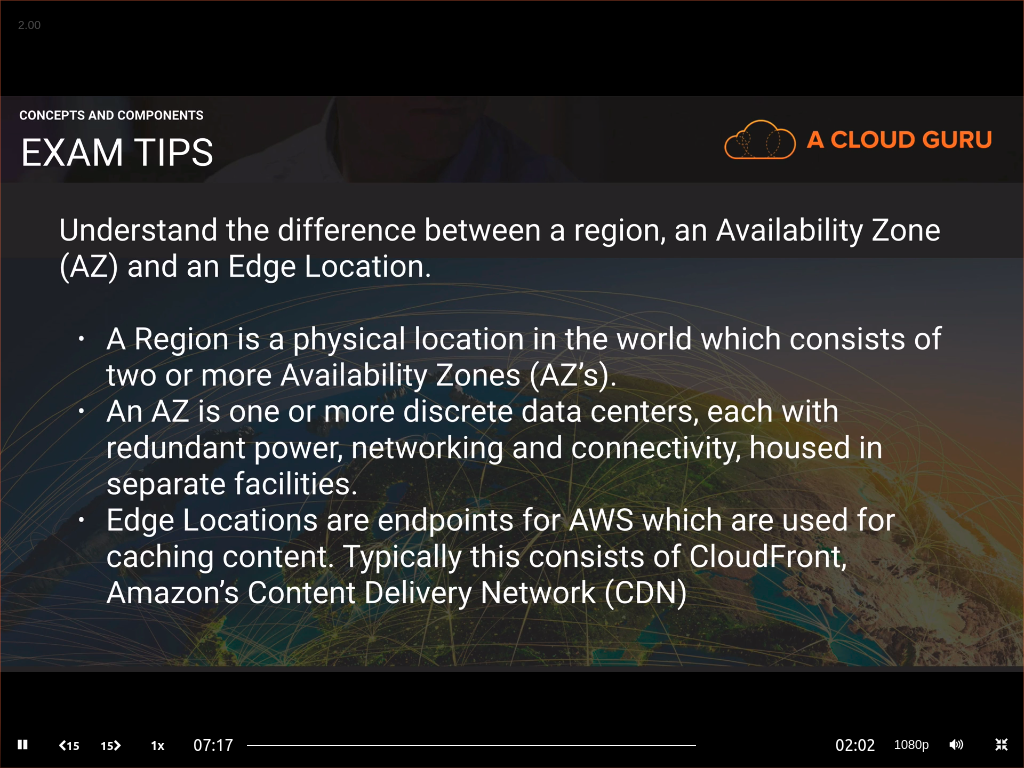 2.00
CONCEPTS AND COMPONENTS
EXAM TIPS
A CLOUD GURU
Understand the difference between a region, an Availability Zone
(AZ) and an Edge Location.
• A Region is a physical location in the world which consists of
two or more Availability Zones (AZ’s).
• An AZ is one or more discrete data centers, each with
redundant power, networking and connectivity, housed in
separate facilities.
• Edge Locations are endpoints for AWS which are used for
caching content. Typically this consists of CloudFront,
Amazon’s Content Delivery Network (CDN)
15 15 1x 07:17 02:02 1080p